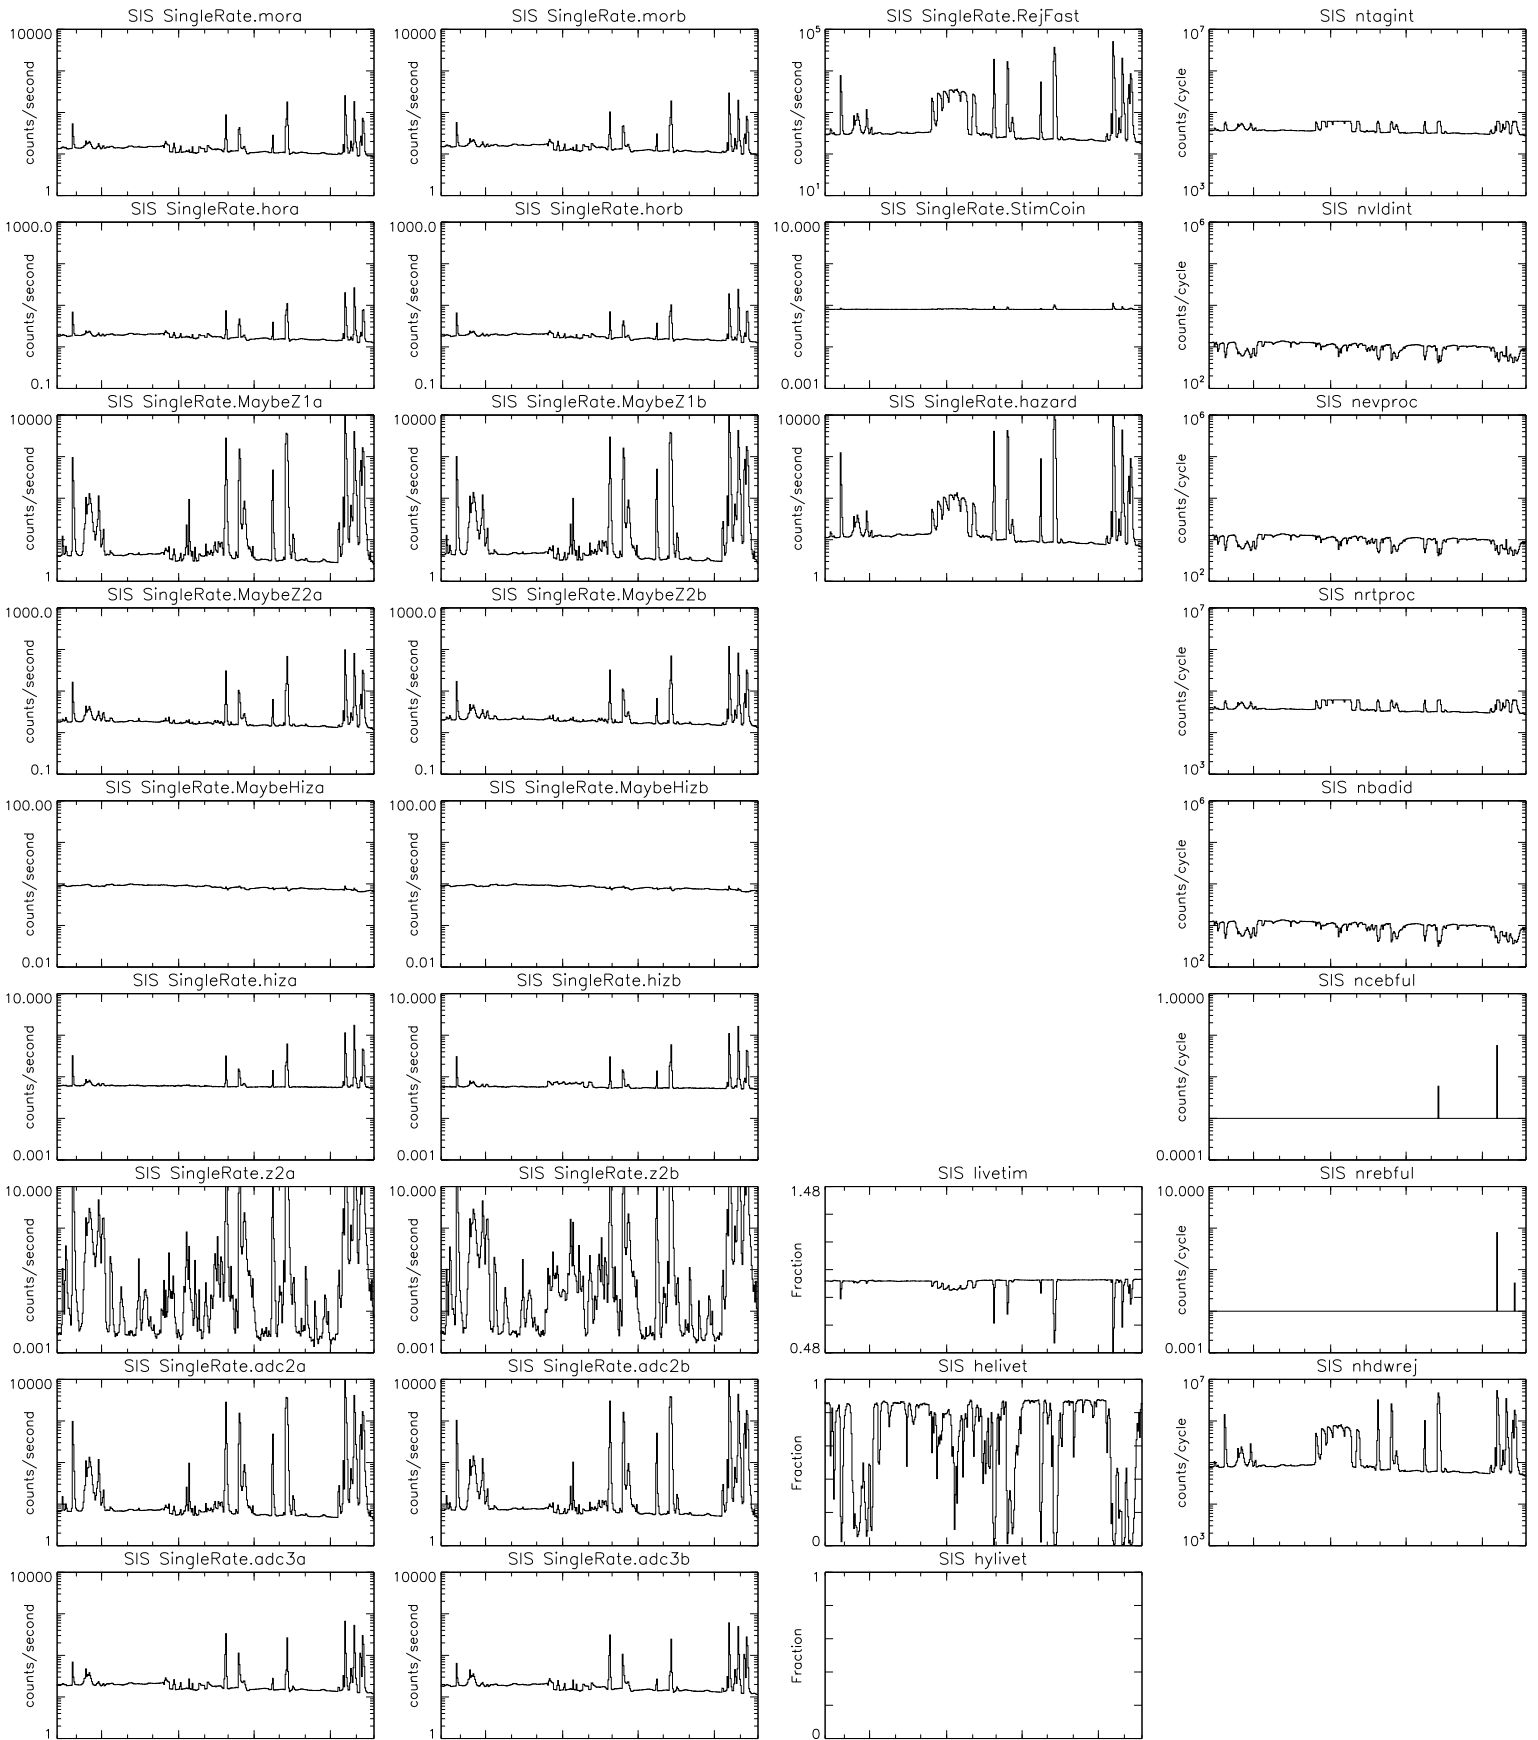 SIS SingleRate.mora
10000
counts/second
1
SIS SingleRate.morb
10000
counts/second
1
SIS SingleRate.RejFast
10^5
counts/second
10^1
SIS ntagint
10^7
counts/cycle
10^3
SIS SingleRate.hora
1000.0
counts/second
0.1
SIS SingleRate.horb
1000.0
counts/second
0.1
SIS SingleRate.StimCoin
10.000
counts/second
0.001
SIS nvldint
10^6
counts/cycle
10^2
SIS SingleRate.MaybeZ1a
10000
counts/second
1
SIS SingleRate.MaybeZ1b
10000
counts/second
1
SIS SingleRate.hazard
10000
counts/second
1
SIS nevproc
10^6
counts/cycle
10^2
SIS SingleRate.MaybeZ2a
1000.0
counts/second
0.1
SIS SingleRate.MaybeZ2b
1000.0
counts/second
0.1
SIS nrtproc
10^7
counts/cycle
10^3
SIS SingleRate.MaybeHiza
100.00
counts/second
0.01
SIS SingleRate.MaybeHizb
100.00
counts/second
0.01
SIS nbadid
10^6
counts/cycle
10^2
SIS SingleRate.hiza
10.000
counts/second
0.001
SIS SingleRate.hizb
10.000
counts/second
0.001
SIS ncebful
1.0000
counts/cycle
0.0001
SIS SingleRate.z2a
10.000
counts/second
0.001
SIS SingleRate.z2b
10.000
counts/second
0.001
SIS livetim
1.48
Fraction
0.48
SIS nrebful
10.000
counts/cycle
0.001
SIS SingleRate.adc2a
10000
counts/second
1
SIS SingleRate.adc2b
10000
counts/second
1
SIS helivet
1
Fraction
0
SIS nhdwrej
10^7
counts/cycle
10^3
SIS SingleRate.adc3a
10000
counts/second
1
SIS SingleRate.adc3b
10000
counts/second
1
SIS hylivet
1
Fraction
0